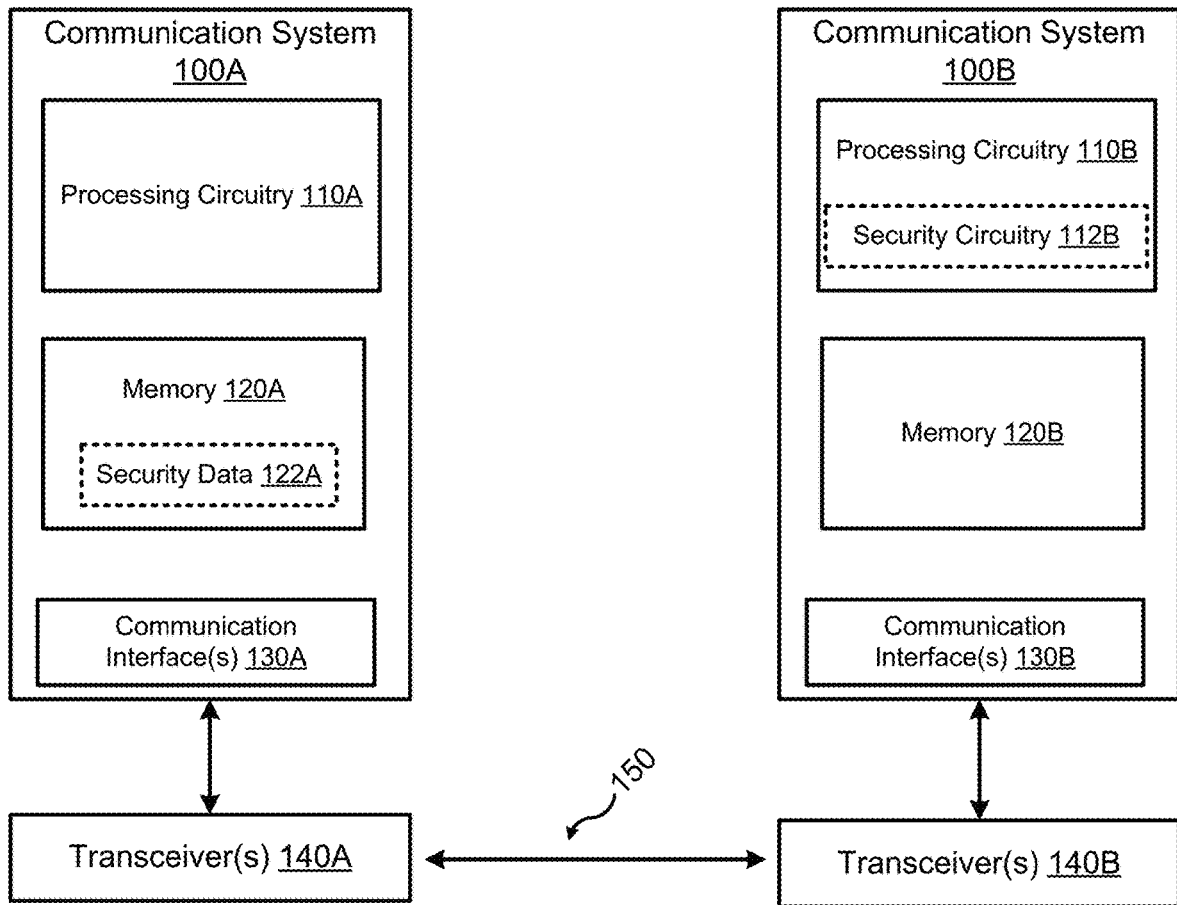 Communication System
100A
Processing Circuitry 110A
Memory 120A
Security Data 122A
Communication
Interface(s) 130A
Transceiver(s) 140A
150
Communication System
100B
Processing Circuitry 110B
Security Circuitry 112B
Memory 120B
Communication
Interface(s) 130B
Transceiver(s) 140B